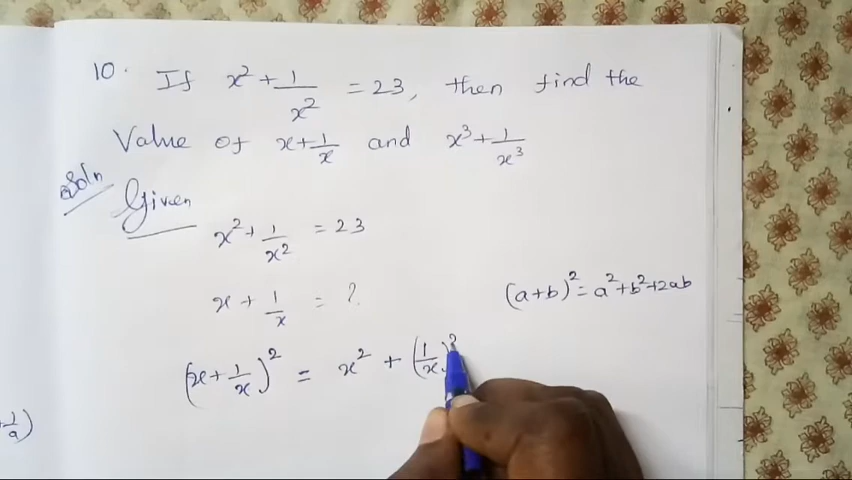 10. If x² + 1/x² = 23, then find the
Value of x + 1/x and x³ + 1/x³
Soln
Given
x² + 1/x² = 23
x + 1/x = ?
(a+b)² = a²+b²+2ab
(x + 1/x)² = x² + (1/x)²